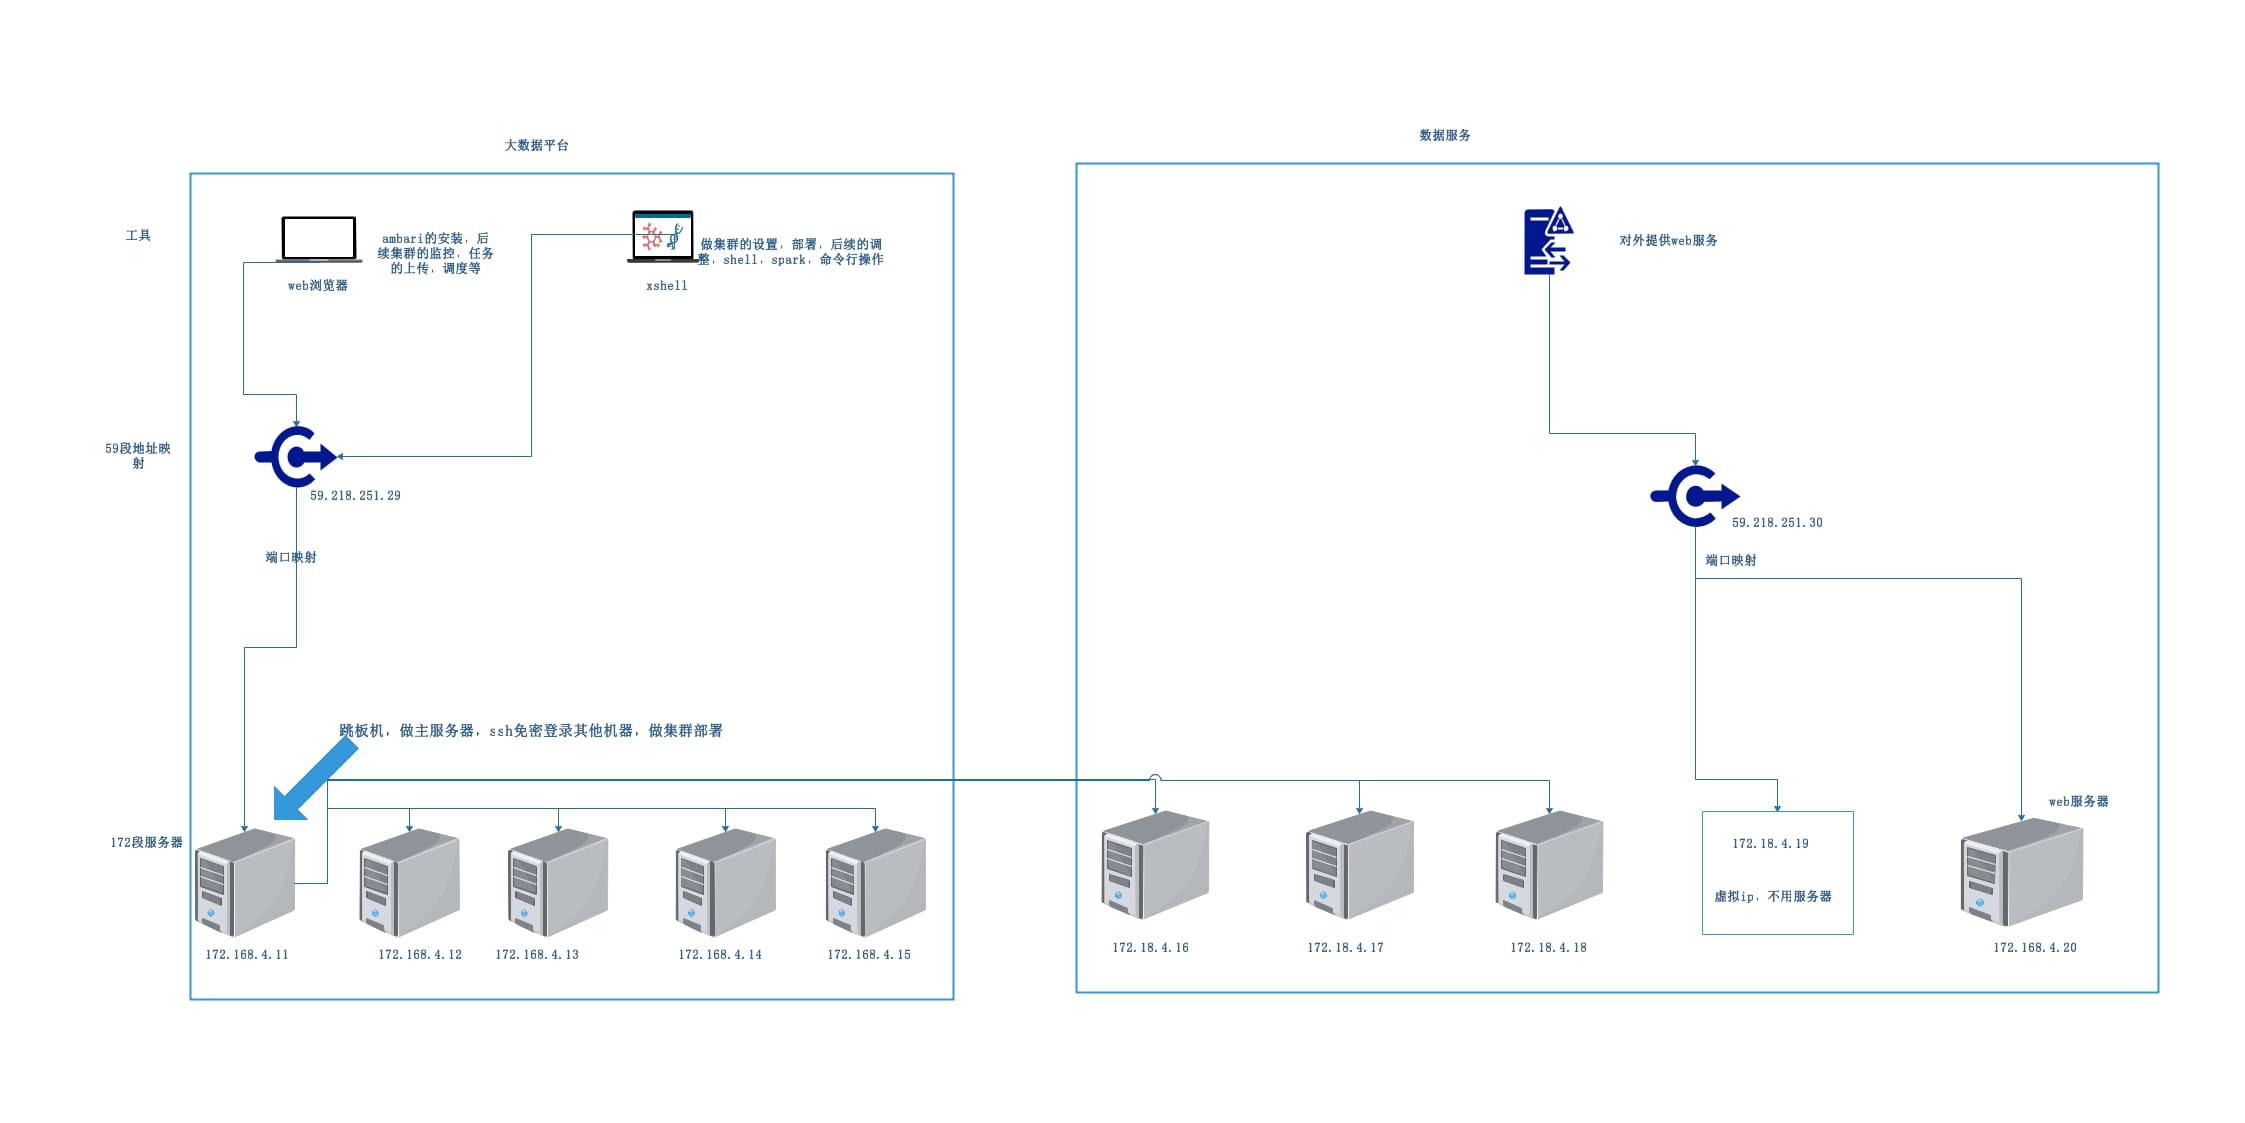 大数据平台
数据服务
工具
ambari的安装，后
续集群的监控，任务
的上传，调度等
web浏览器
做集群的设置，部署，后续的调
整，shell，spark，命令行操作
xshell
对外提供web服务
59段地址映
射
59.218.251.29
端口映射
59.218.251.30
端口映射
跳板机，做主服务器，ssh免密登录其他机器，做集群部署
172段服务器
172.168.4.11
172.168.4.12
172.168.4.13
172.168.4.14
172.168.4.15
172.18.4.16
172.18.4.17
172.18.4.18
172.18.4.19
虚拟ip，不用服务器
web服务器
172.168.4.20